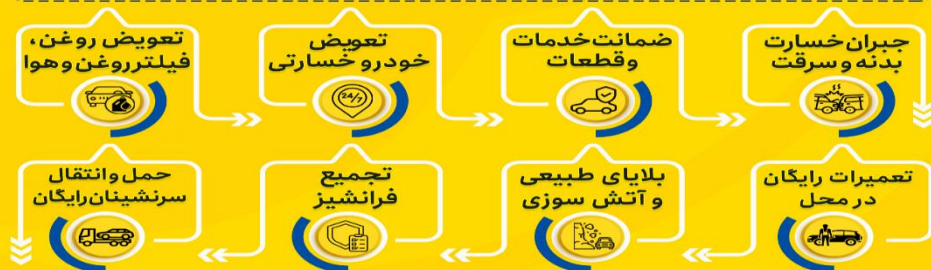 تعویض روغن،
فیلتر روغن و هوا
تعویض
خودرو خسارتی
24/7
ضمانت خدمات
و قطعات
جبران خسارت
بدنه و سرقت
تعمیرات رایگان
در محل
بلایای طبیعی
و آتش سوزی
تجمیع
فرانشیز
حمل و انتقال
سرنشینان رایگان